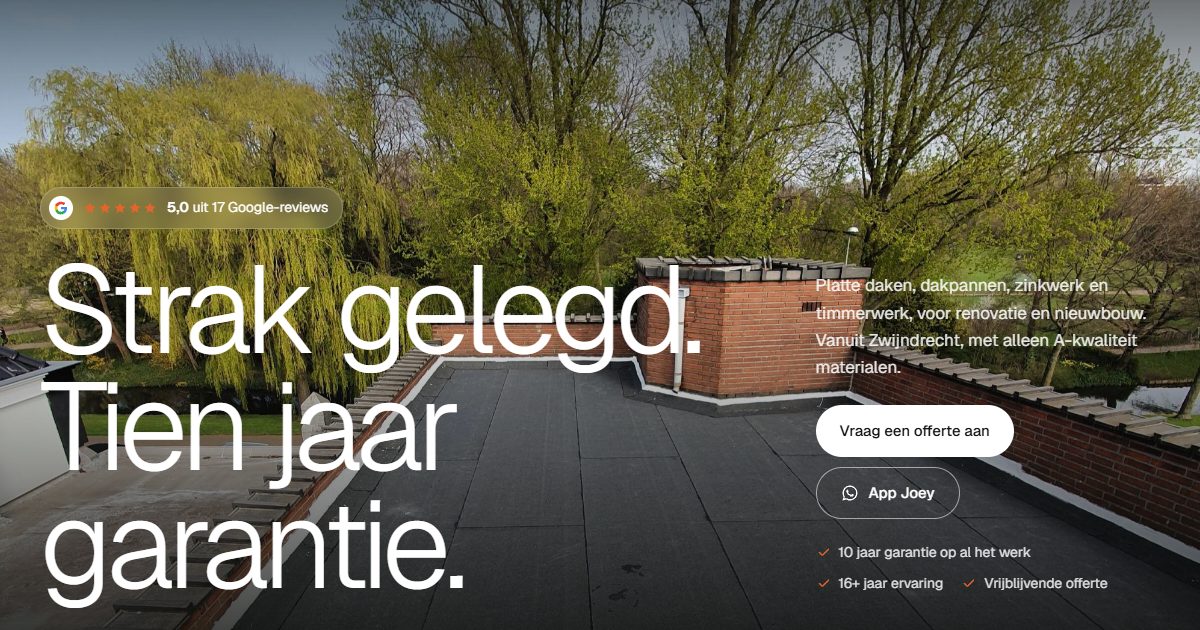 5,0 uit 17 Google-reviews
Strak gelegd.
Tien jaar
garantie.
Platte daken, dakpannen, zinkwerk en
timmerwerk, voor renovatie en nieuwbouw.
Vanuit Zwijndrecht, met alleen A-kwaliteit
materialen.
Vraag een offerte aan
App Joey
10 jaar garantie op al het werk
16+ jaar ervaring
Vrijblijvende offerte